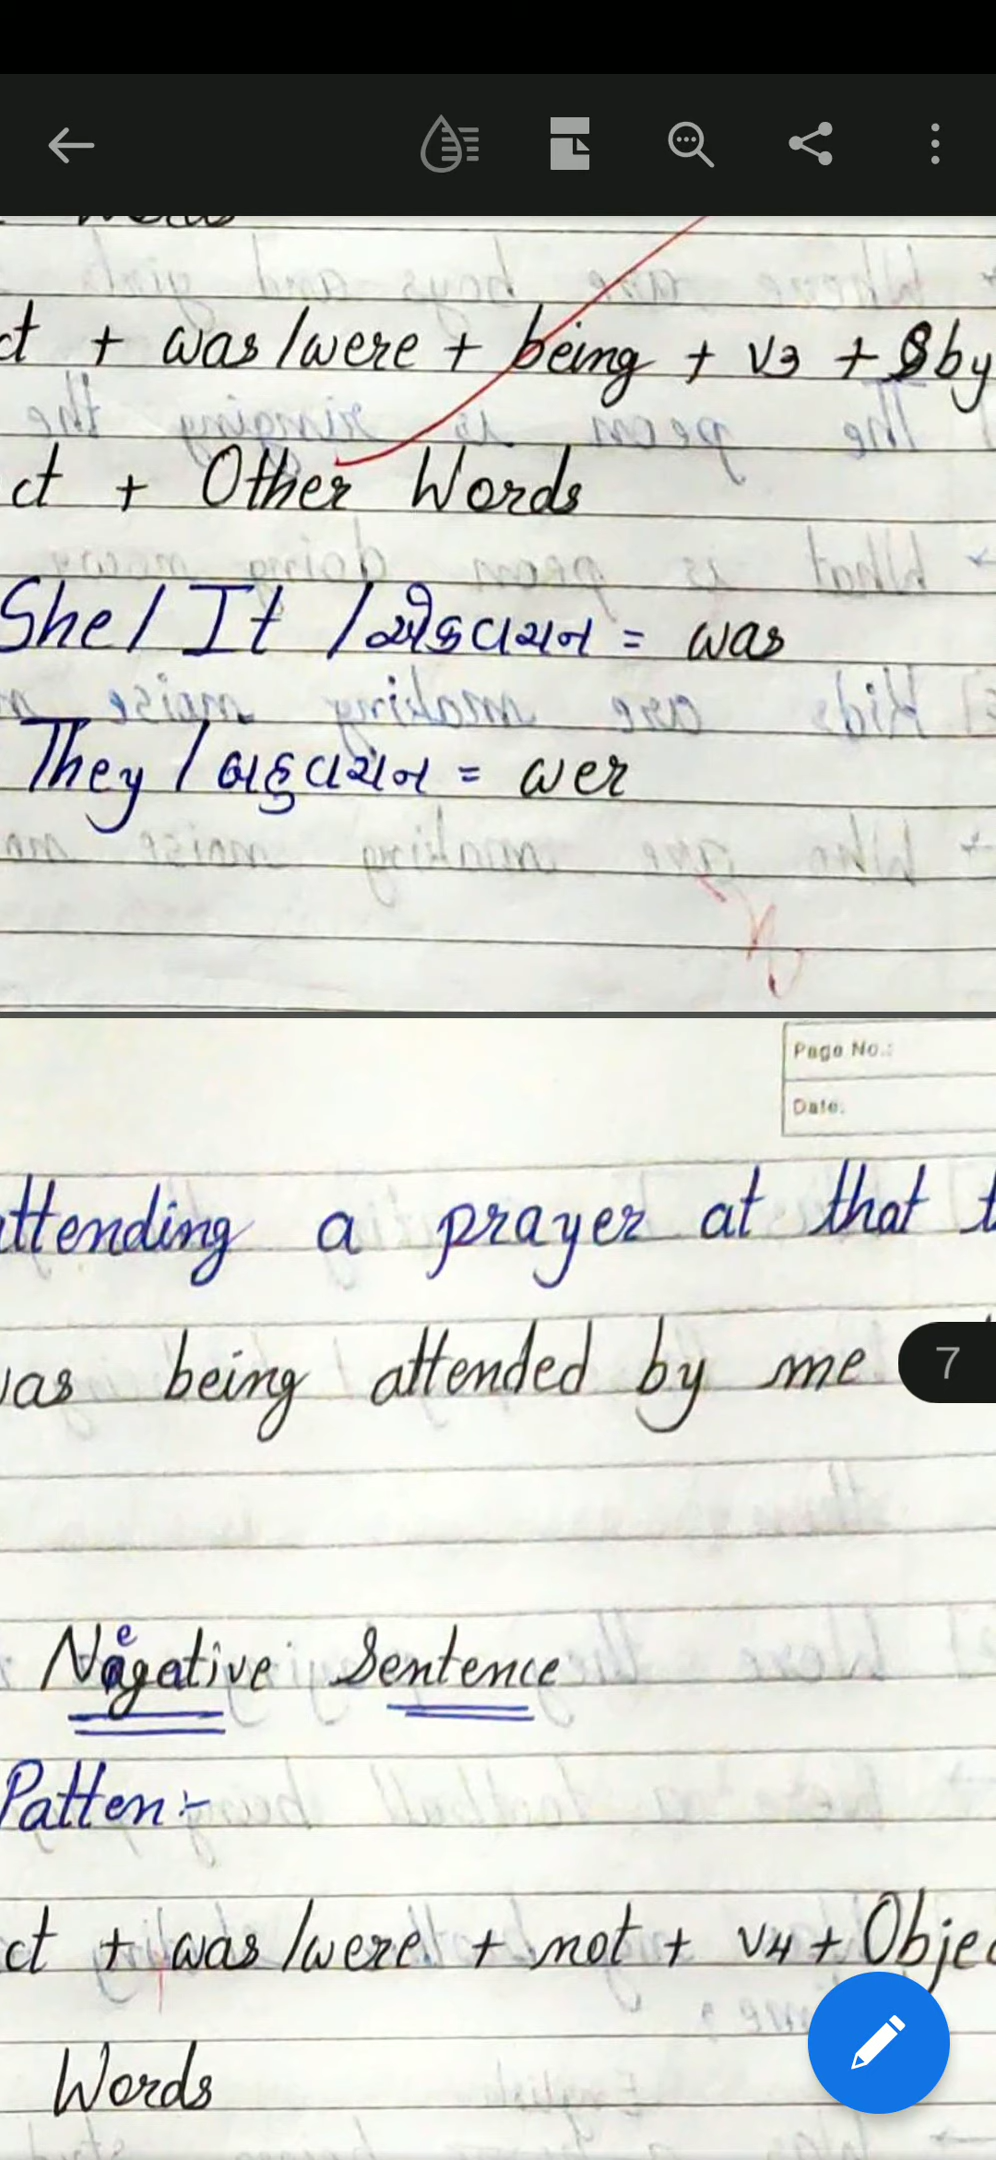 ct + was/were + being + v3 + by
ct + Other Words
She/ It /એકવચન = was
They / બહુવચન = wer
Page No.:
Date:
ttending a prayer at that t
as being attended by me
7
Negative Sentence
Patten:-
ct + was/were + not + v4 + Objec
Words